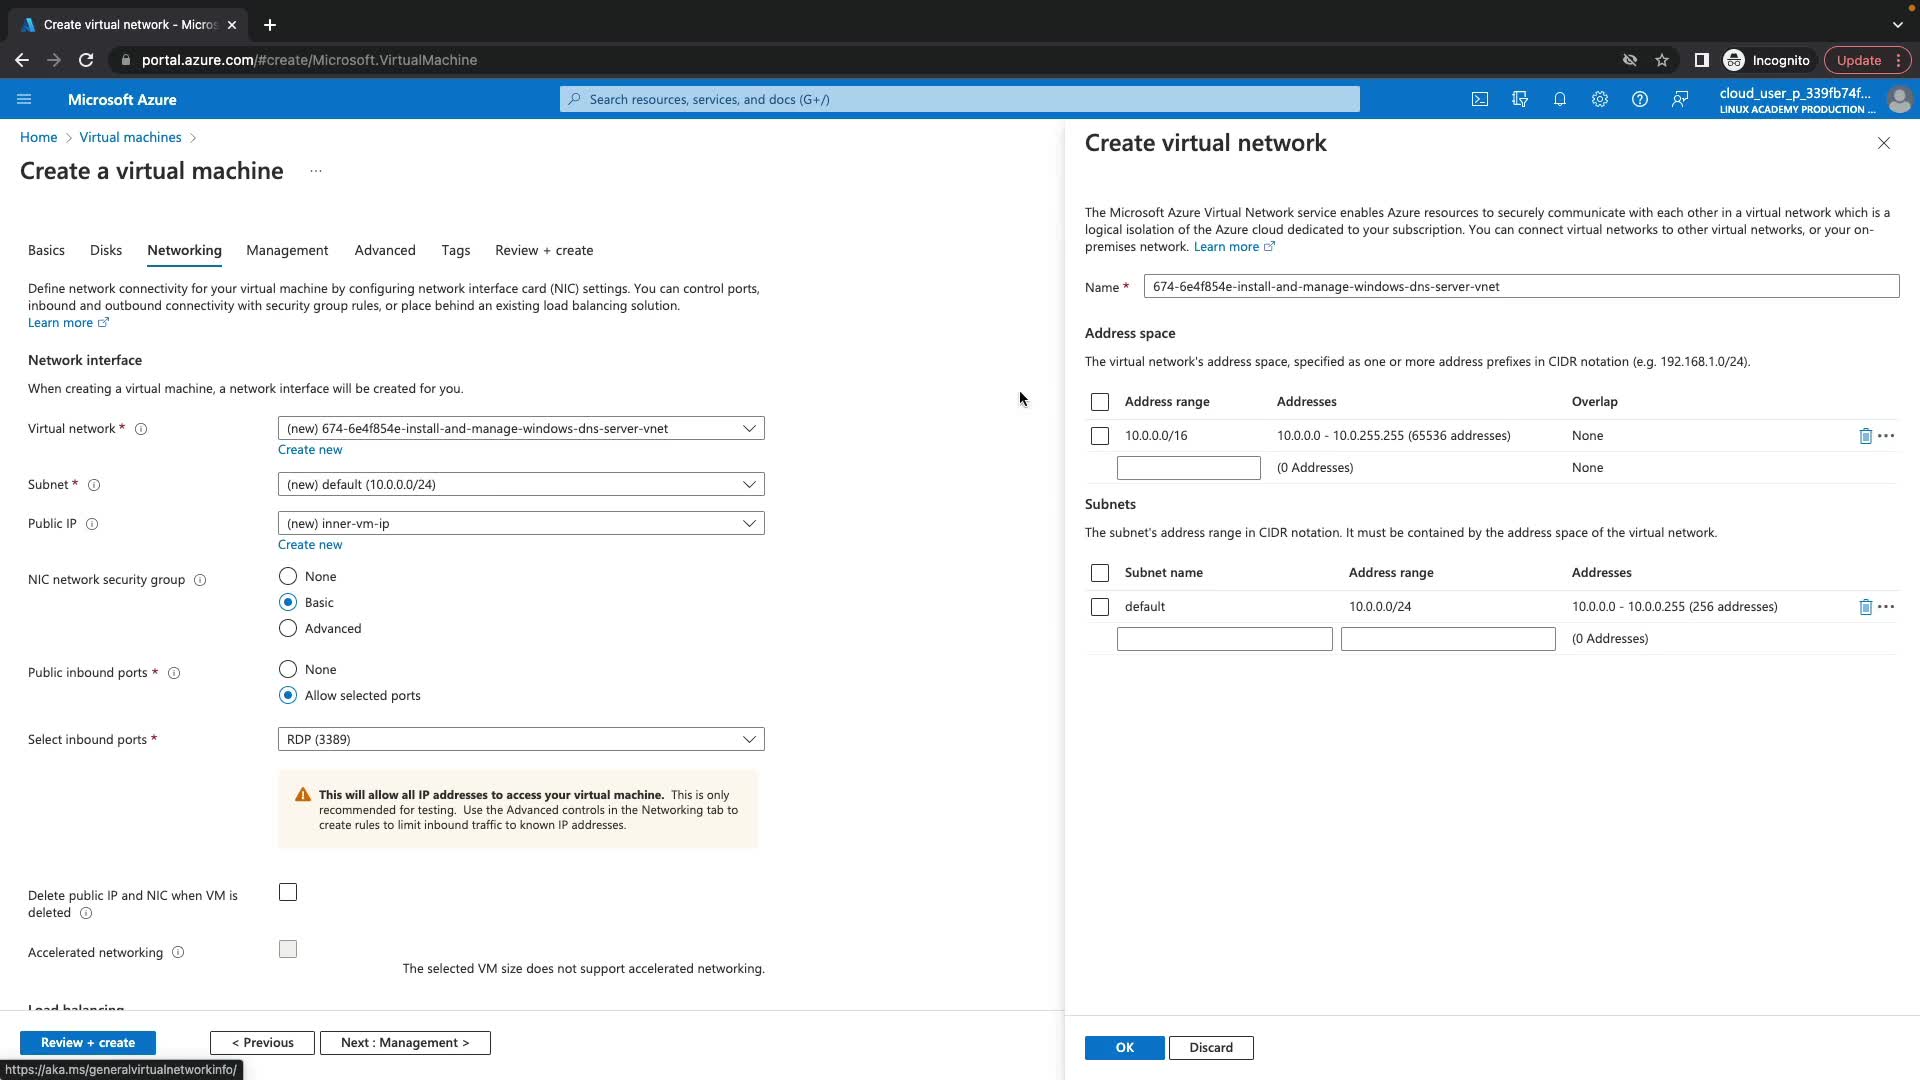 Create virtual network - Micros
portal.azure.com/#create/Microsoft.VirtualMachine
Incognito
Update
Microsoft Azure
Search resources, services, and docs (G+/)
cloud_user_p_339fb74f...
LINUX ACADEMY PRODUCTION ...
Home > Virtual machines >
Create a virtual machine ...
Basics Disks Networking Management Advanced Tags Review + create
Define network connectivity for your virtual machine by configuring network interface card (NIC) settings. You can control ports,
inbound and outbound connectivity with security group rules, or place behind an existing load balancing solution.
Learn more
Network interface
When creating a virtual machine, a network interface will be created for you.
Virtual network *
(new) 674-6e4f854e-install-and-manage-windows-dns-server-vnet
Create new
Subnet *
(new) default (10.0.0.0/24)
Public IP
(new) inner-vm-ip
Create new
NIC network security group
None
Basic
Advanced
Public inbound ports *
None
Allow selected ports
Select inbound ports *
RDP (3389)
This will allow all IP addresses to access your virtual machine. This is only
recommended for testing. Use the Advanced controls in the Networking tab to
create rules to limit inbound traffic to known IP addresses.
Delete public IP and NIC when VM is
deleted
Accelerated networking
The selected VM size does not support accelerated networking.
Load balancing
Review + create
< Previous
Next : Management >
https://aka.ms/generalvirtualnetworkinfo/
Create virtual network
The Microsoft Azure Virtual Network service enables Azure resources to securely communicate with each other in a virtual network which is a
logical isolation of the Azure cloud dedicated to your subscription. You can connect virtual networks to other virtual networks, or your on-
premises network. Learn more
Name *
674-6e4f854e-install-and-manage-windows-dns-server-vnet
Address space
The virtual network's address space, specified as one or more address prefixes in CIDR notation (e.g. 192.168.1.0/24).
Address range Addresses Overlap
10.0.0.0/16 10.0.0.0 - 10.0.255.255 (65536 addresses) None
(0 Addresses) None
Subnets
The subnet's address range in CIDR notation. It must be contained by the address space of the virtual network.
Subnet name Address range Addresses
default 10.0.0.0/24 10.0.0.0 - 10.0.0.255 (256 addresses)
(0 Addresses)
OK
Discard